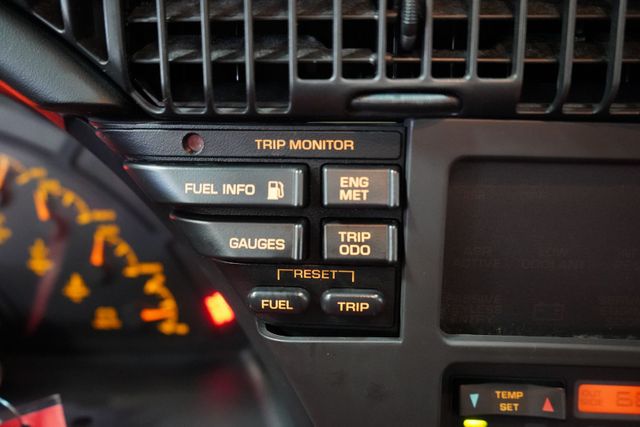 TRIP MONITOR
FUEL INFO
ENG
MET
GAUGES
TRIP
ODO
RESET
FUEL
TRIP
TEMP
SET